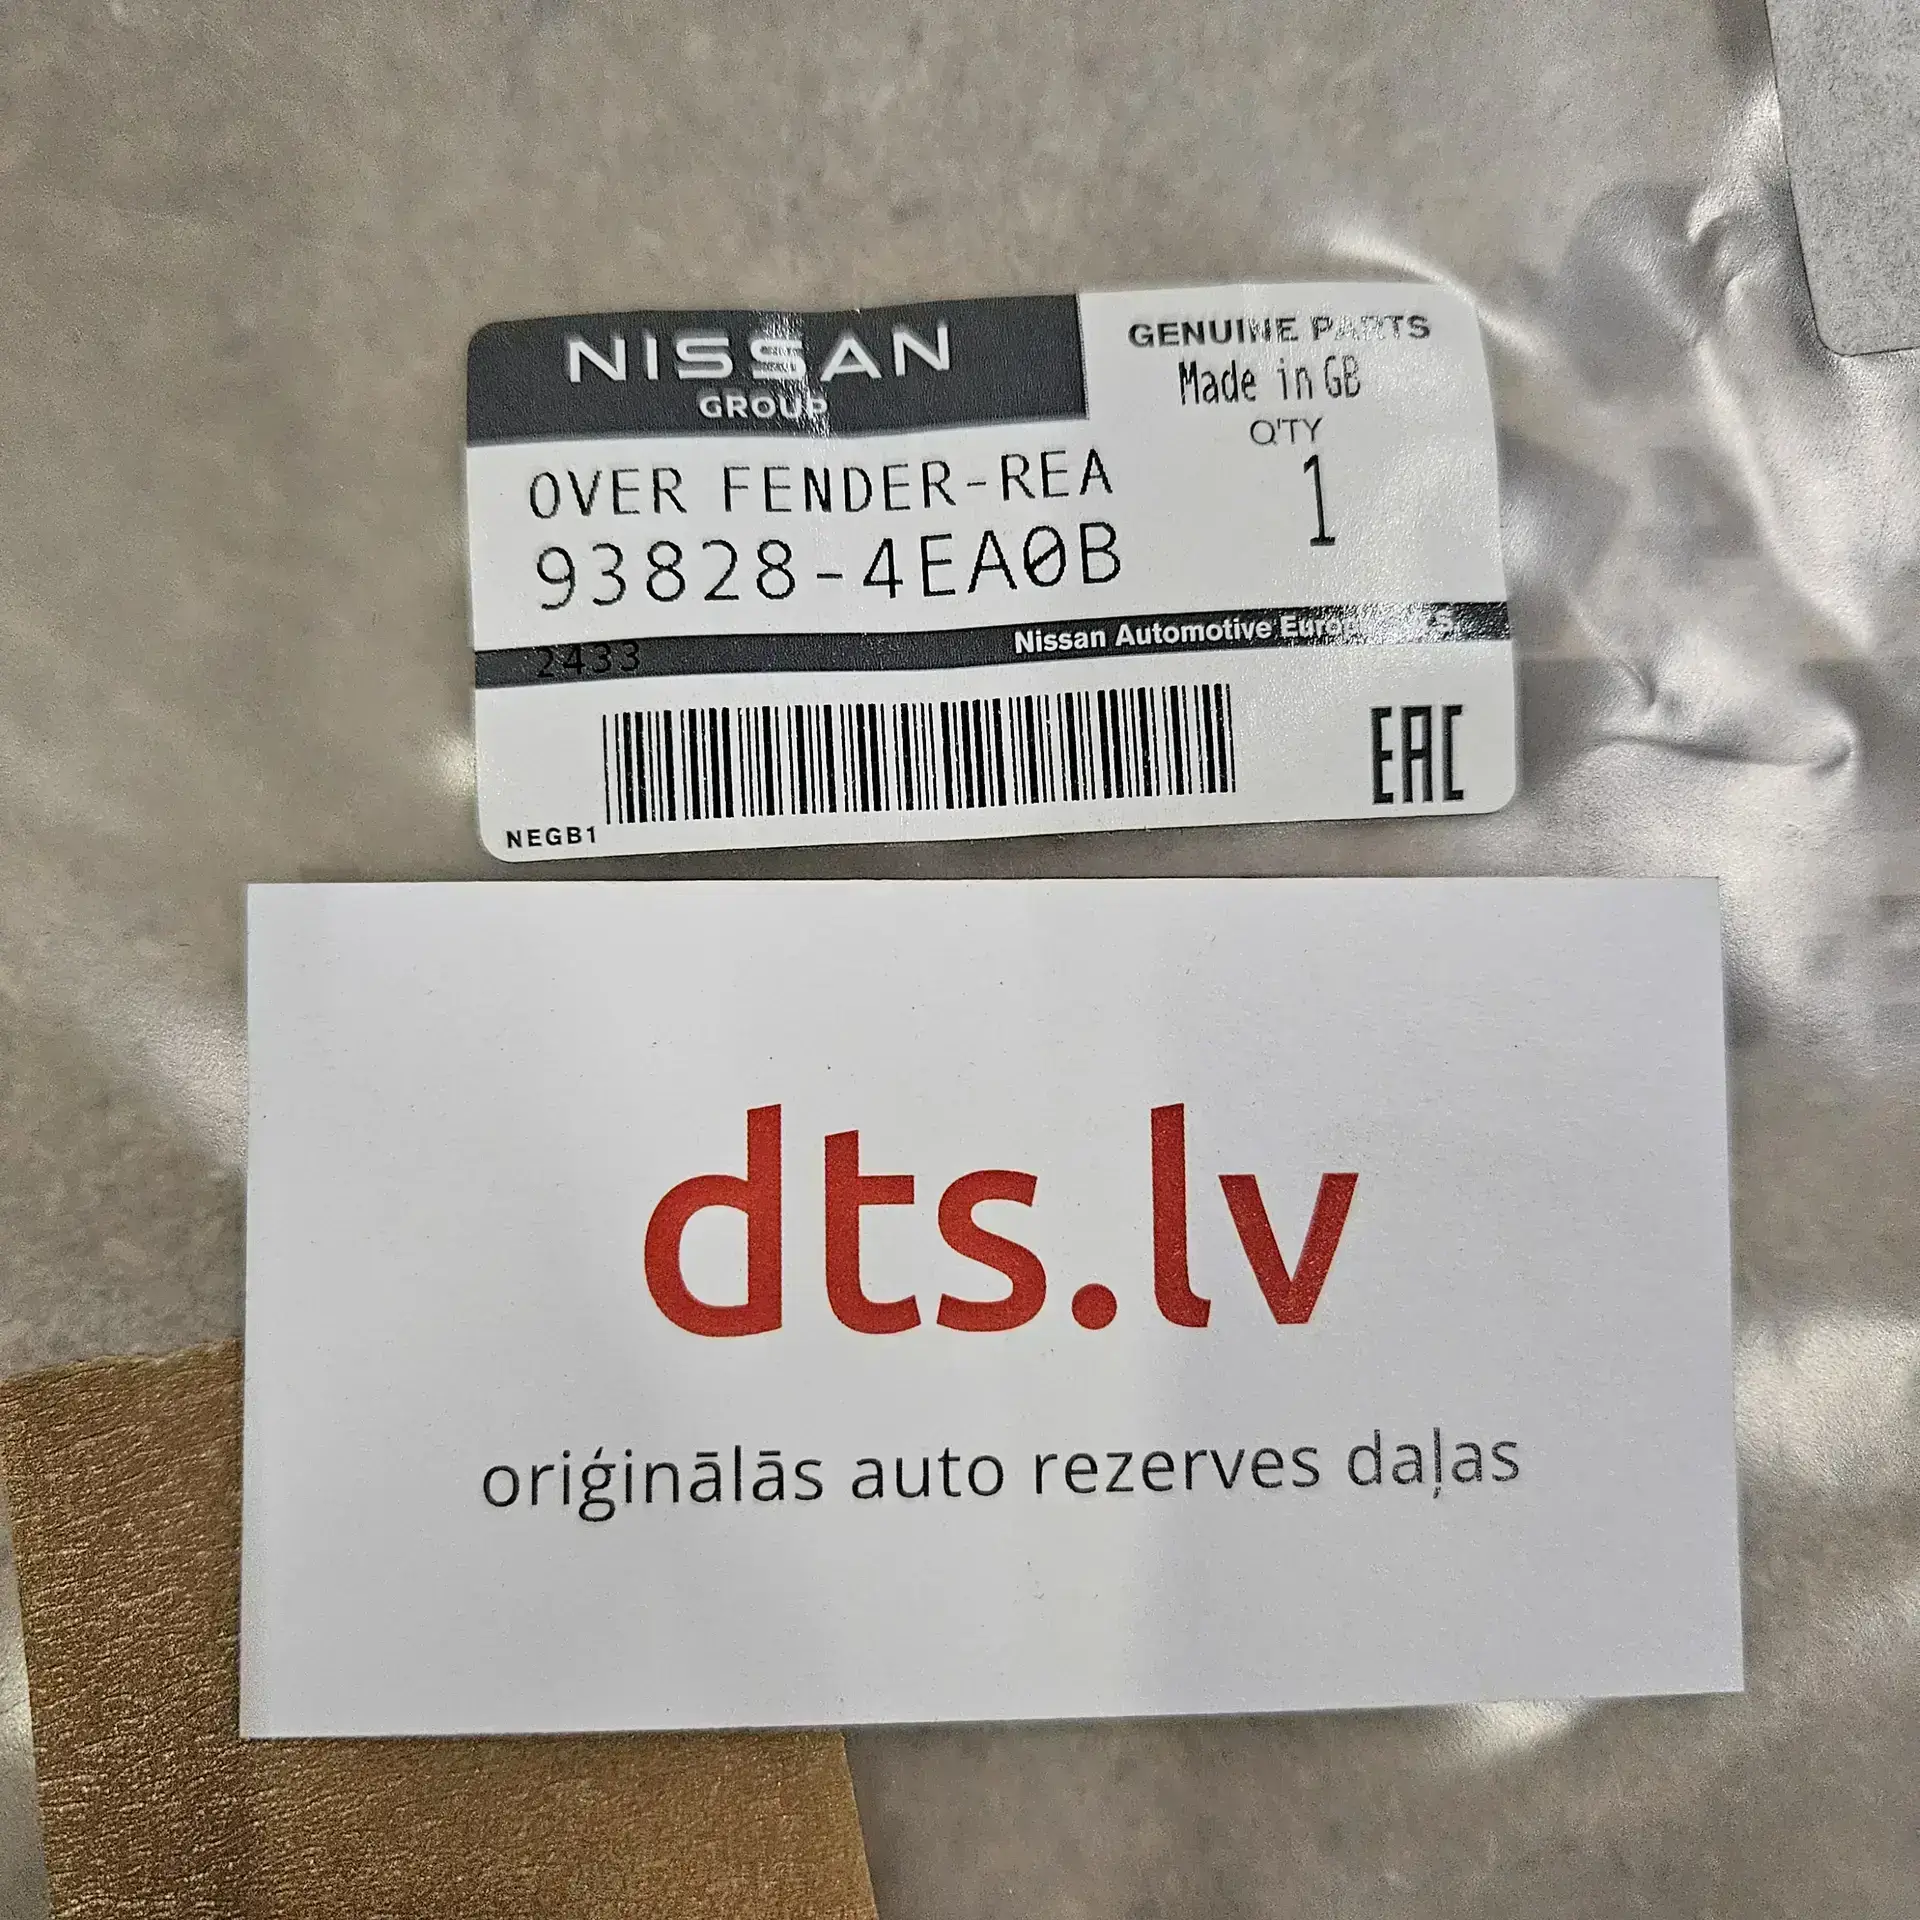 NISSAN
GROUP
GENUINE PARTS
Made in GB
Q'TY
1
OVER FENDER-REA
93828-4EA0B
2433
Nissan Automotive
EAC
NEGB1
dts.lv
oriģinālās auto rezerves daļas